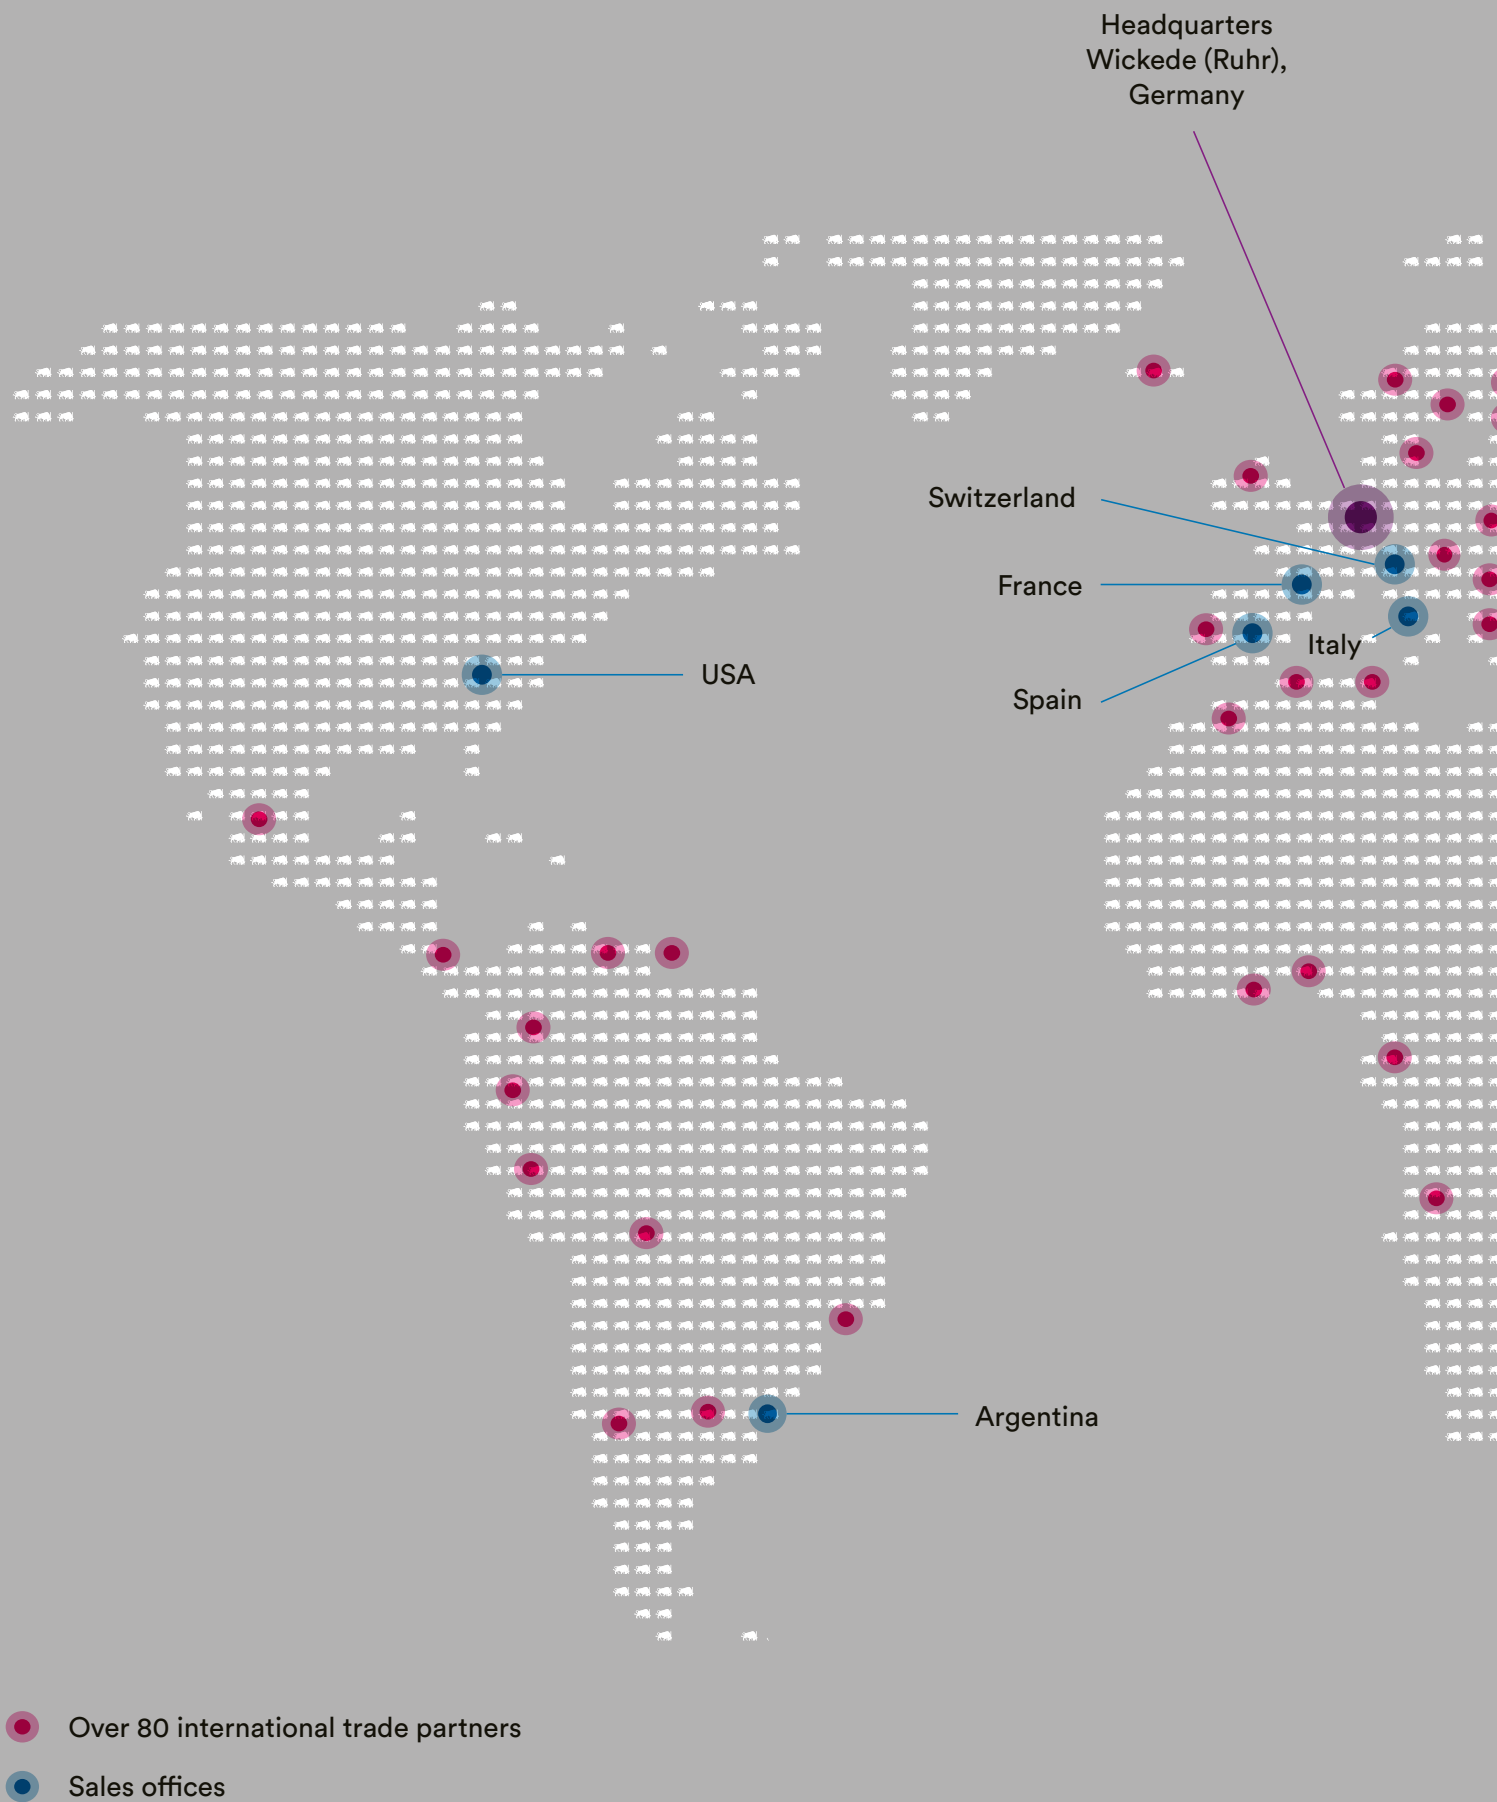 Headquarters
Wickede (Ruhr),
Germany
Switzerland
France
Italy
USA
Spain
Argentina
Over 80 international trade partners
Sales offices